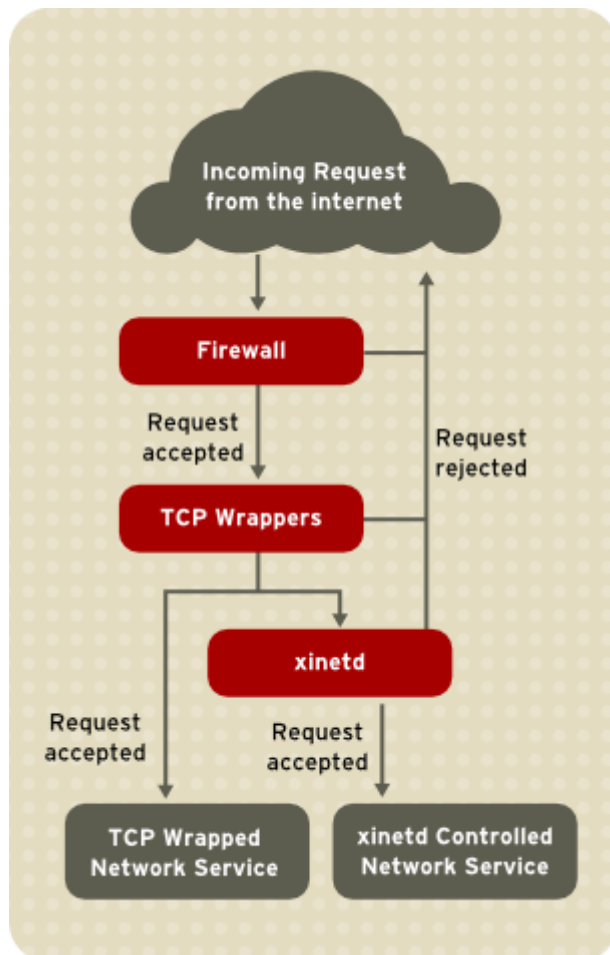 Incoming Request
from the internet
Firewall
Request
accepted
Request
rejected
TCP Wrappers
xinetd
Request
accepted
Request
accepted
TCP Wrapped
Network Service
xinetd Controlled
Network Service